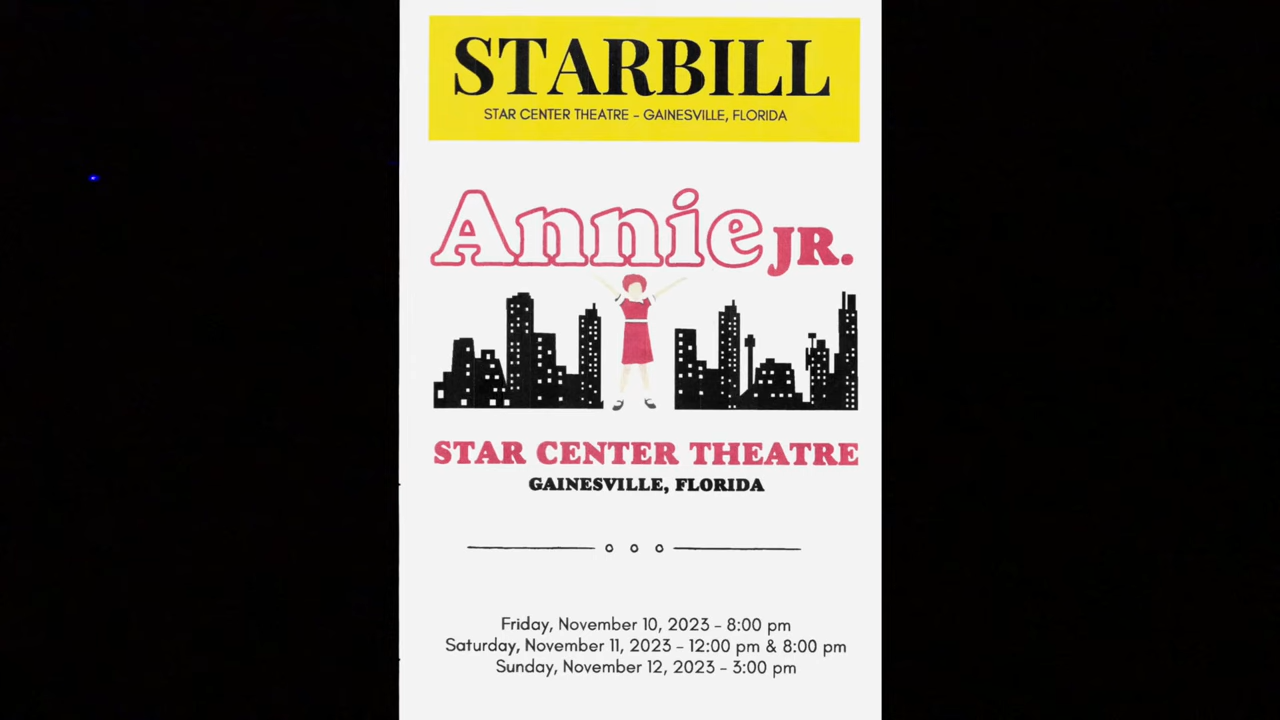 STARBILL
STAR CENTER THEATRE - GAINESVILLE, FLORIDA
Annie JR.
STAR CENTER THEATRE
GAINESVILLE, FLORIDA
Friday, November 10, 2023 - 8:00 pm
Saturday, November 11, 2023 - 12:00 pm & 8:00 pm
Sunday, November 12, 2023 - 3:00 pm